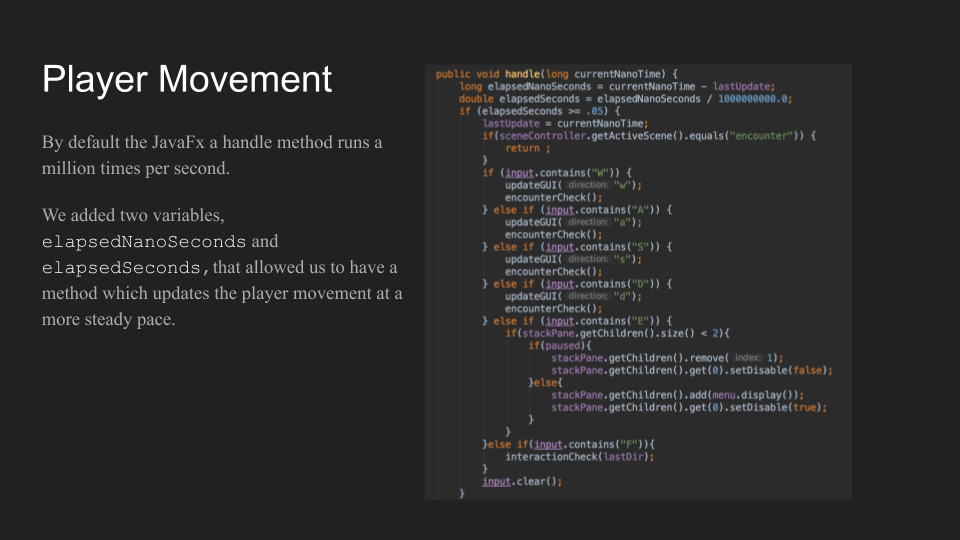 Player Movement
By default the JavaFx a handle method runs a
million times per second.
We added two variables,
elapsedNanoSeconds and
elapsedSeconds, that allowed us to have a
method which updates the player movement at a
more steady pace.
public void handle(long currentNanoTime) {
long elapsedNanoSeconds = currentNanoTime - lastUpdate;
double elapsedSeconds = elapsedNanoSeconds / 1000000000.0;
if (elapsedSeconds >= .05) {
lastUpdate = currentNanoTime;
if(sceneController.getActiveScene().equals("encounter")) {
return ;
}
if (input.contains("W")) {
updateGUI( direction: "w");
encounterCheck();
} else if (input.contains("A")) {
updateGUI( direction: "a");
encounterCheck();
} else if (input.contains("S")) {
updateGUI( direction: "s");
encounterCheck();
} else if (input.contains("D")) {
updateGUI( direction: "d");
encounterCheck();
} else if (input.contains("E")) {
if(stackPane.getChildren().size() < 2){
if(paused){
stackPane.getChildren().remove( index: 1);
stackPane.getChildren().get(0).setDisable(false);
}else{
stackPane.getChildren().add(menu.display());
stackPane.getChildren().get(0).setDisable(true);
}
}
}else if(input.contains("F")){
interactionCheck(lastDir);
}
input.clear();
}